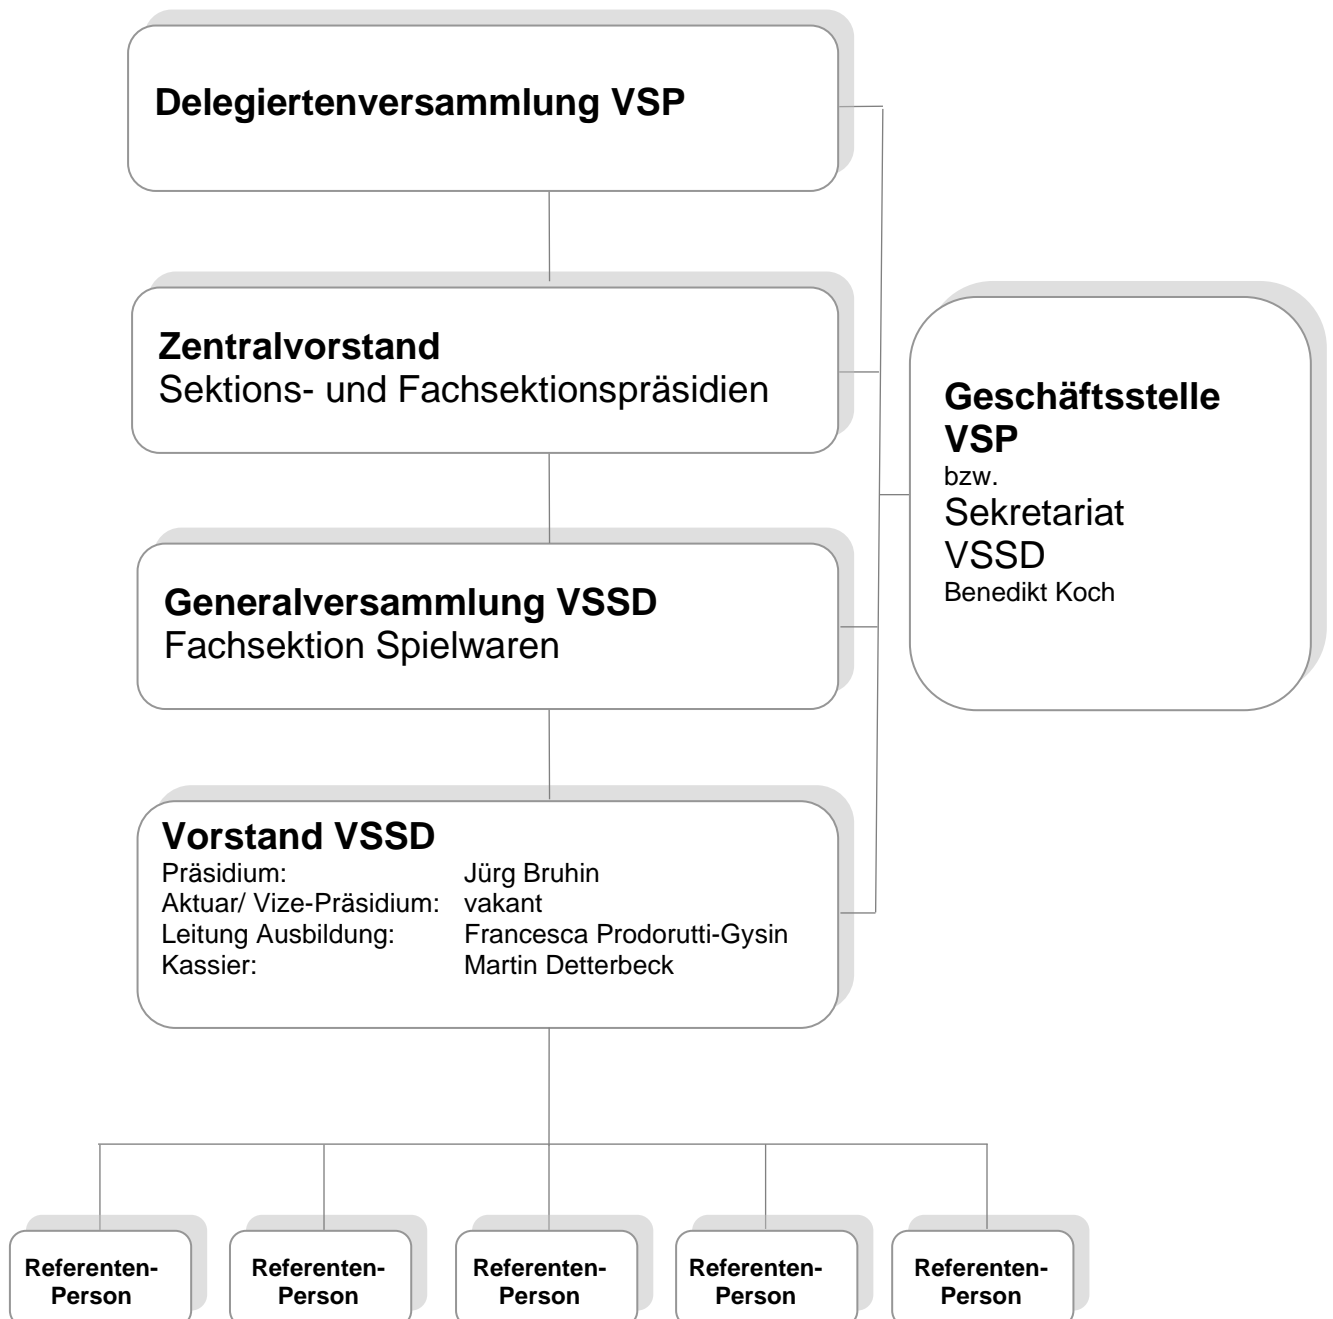 Delegiertenversammlung VSP
Zentralvorstand
Sektions- und Fachsektionspräsidien
Geschäftsstelle
VSP
bzw.
Sekretariat
VSSD
Benedikt Koch
Generalversammlung VSSD
Fachsektion Spielwaren
Vorstand VSSD
Präsidium: Jürg Bruhin
Aktuar/ Vize-Präsidium: vakant
Leitung Ausbildung: Francesca Prodorutti-Gysin
Kassier: Martin Detterbeck
Referenten-
Person
Referenten-
Person
Referenten-
Person
Referenten-
Person
Referenten-
Person